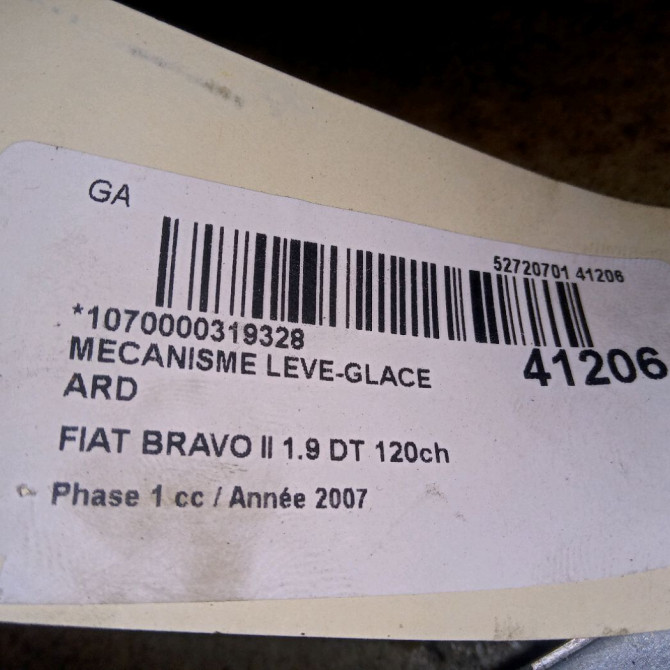 GA
52720701 41206
*1070000319328
41206
MECANISME LEVE-GLACE
ARD
FIAT BRAVO II 1.9 DT 120ch
Phase 1 cc / Année 2007